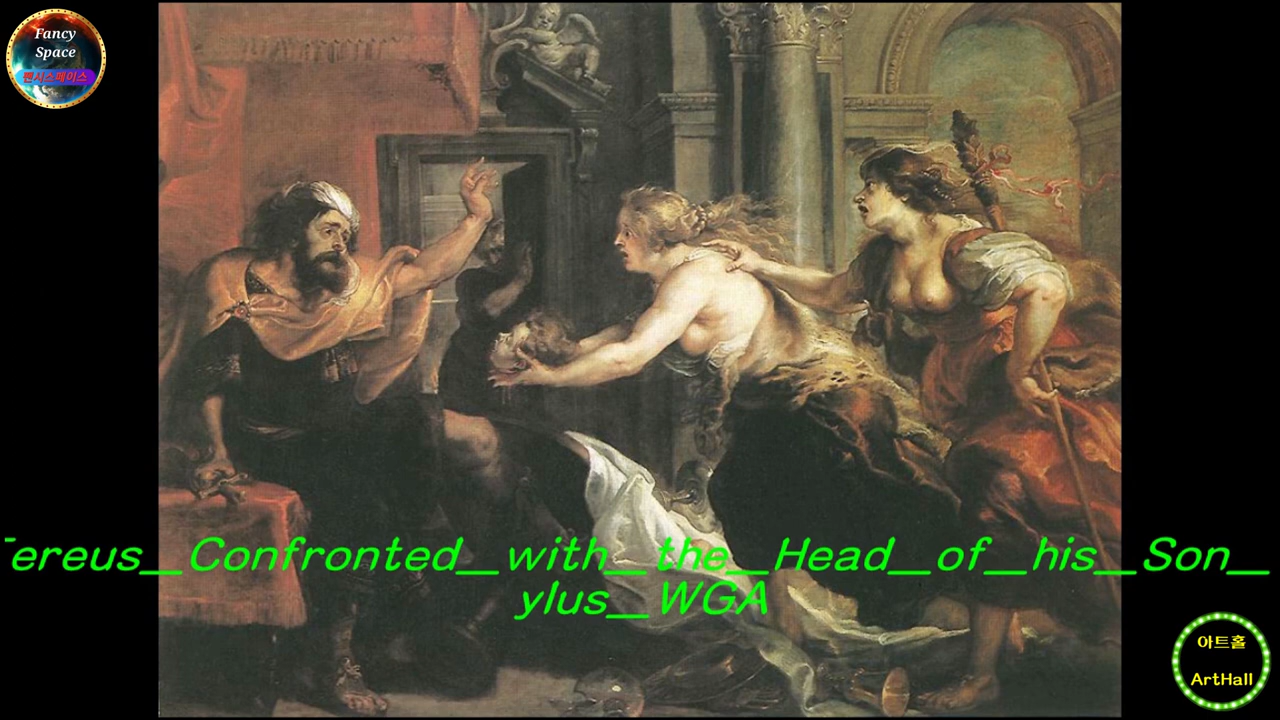 Fancy
Space
팬시스페이스
ereus_Confronted_with_the_Head_of_his_Son_
ylus_WGA
아트홀
ArtHall